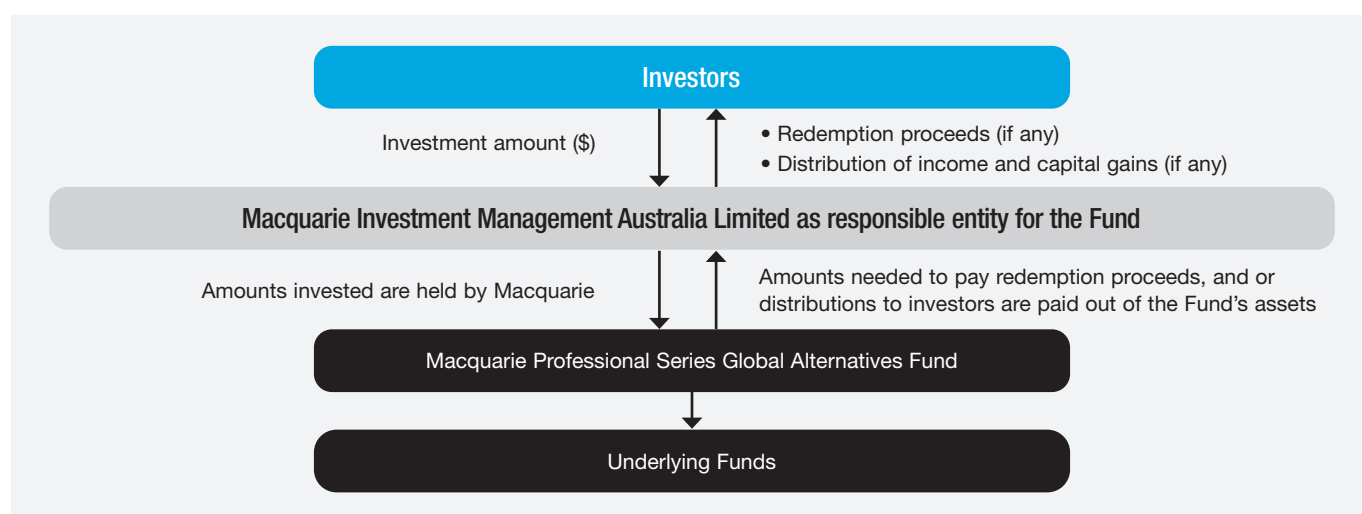 Investors
Investment amount ($)
• Redemption proceeds (if any)
• Distribution of income and capital gains (if any)
Macquarie Investment Management Australia Limited as responsible entity for the Fund
Amounts invested are held by Macquarie
Amounts needed to pay redemption proceeds, and or
distributions to investors are paid out of the Fund's assets
Macquarie Professional Series Global Alternatives Fund
Underlying Funds